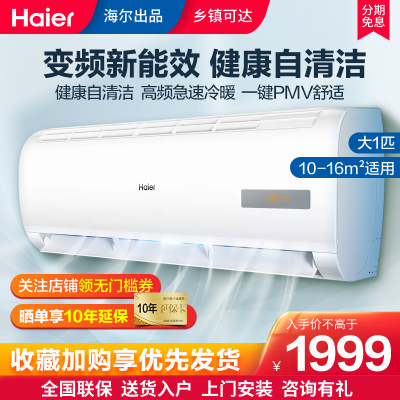 Haier 海尔出品 乡镇可达 分期免息
变频新能效 健康自清洁
健康自清洁 高频急速冷暖 一键PMV舒适
大1匹
10-16m²适用
Haier
关注店铺领无门槛券
晒单享10年延保
10年 延保卡
入手价不高于
收藏加购享优先发货
¥1999
全国联保 送货入户 上门安装 咨询有礼